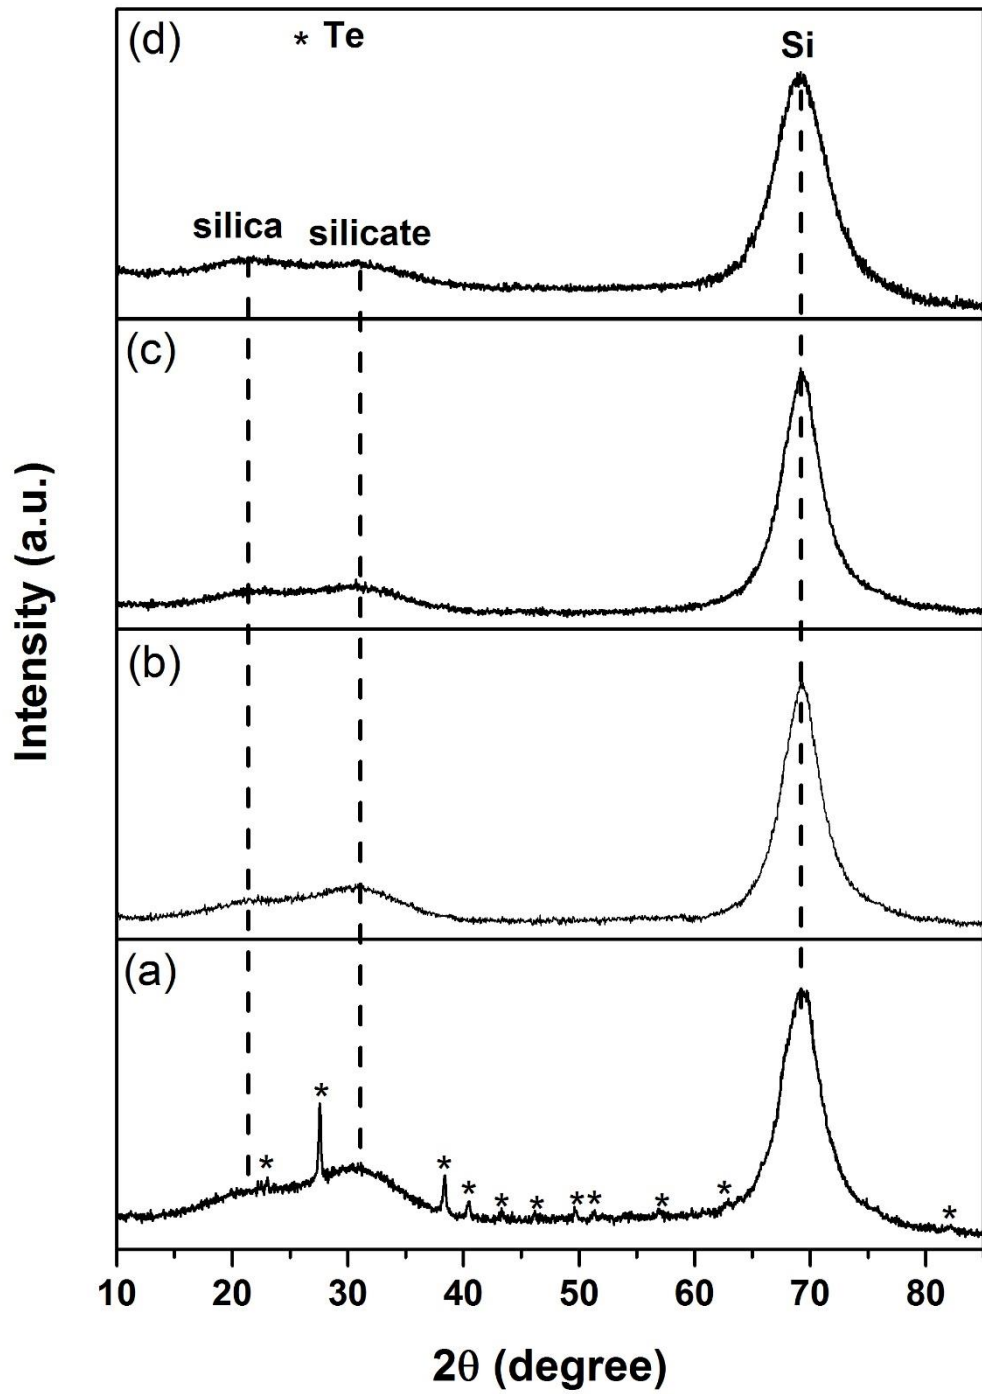 (d)
* Te
Si
silica
silicate
(c)
(b)
(a)
* * * * * * * * * * *
10 20 30 40 50 60 70 80
2θ (degree)
Intensity (a.u.)